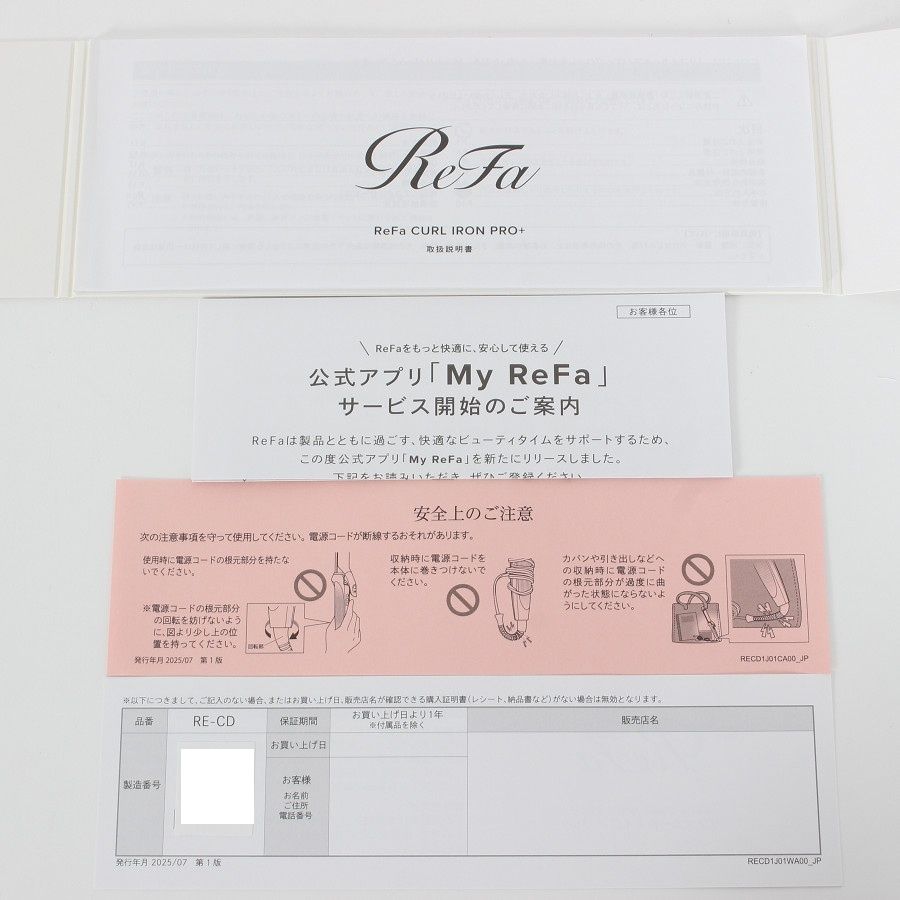 ReFa
ReFa CURL IRON PRO+
取扱説明書
お客様各位
\ ReFaをもっと快適に、安心して使える /
公式アプリ「My ReFa」
サービス開始のご案内
ReFaは製品とともに過ごす、快適なビューティタイムをサポートするため、
この度公式アプリ「My ReFa」を新たにリリースしました。
下記をお読みいただき、ぜひご登録ください
安全上のご注意
次の注意事項を守って使用してください。電源コードが断線するおそれがあります。
使用時に電源コードの根元部分を持たな
いでください。
※電源コードの根元部分
の回転を妨げないよう
に、図より少し上の位
置を持ってください。
回転部
収納時に電源コードを
本体に巻きつけないで
ください。
カバンや引き出しなどへ
の収納時に電源コード
の根元部分が過度に曲
がった状態にならないよ
うにしてください。
発行年月 2025/07 第1版
RECD1J01CA00_JP
※以下につきまして、ご記入のない場合、またはお買い上げ日、販売店名が確認できる購入証明書（レシート、納品書など）がない場合は無効となります。
品番 RE-CD 保証期間 お買い上げ日より1年 販売店名
※付属品を除く
お買い上げ日
製造番号
お客様
お名前
ご住所
電話番号
発行年月 2025/07 第1版
RECD1J01WA00_JP